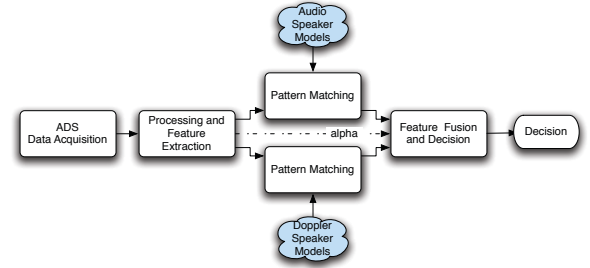 Audio
Speaker
Models
Pattern Matching
ADS
Data Acquisition
Processing and
Feature
Extraction
alpha
Feature Fusion
and Decision
Decision
Pattern Matching
Doppler
Speaker
Models